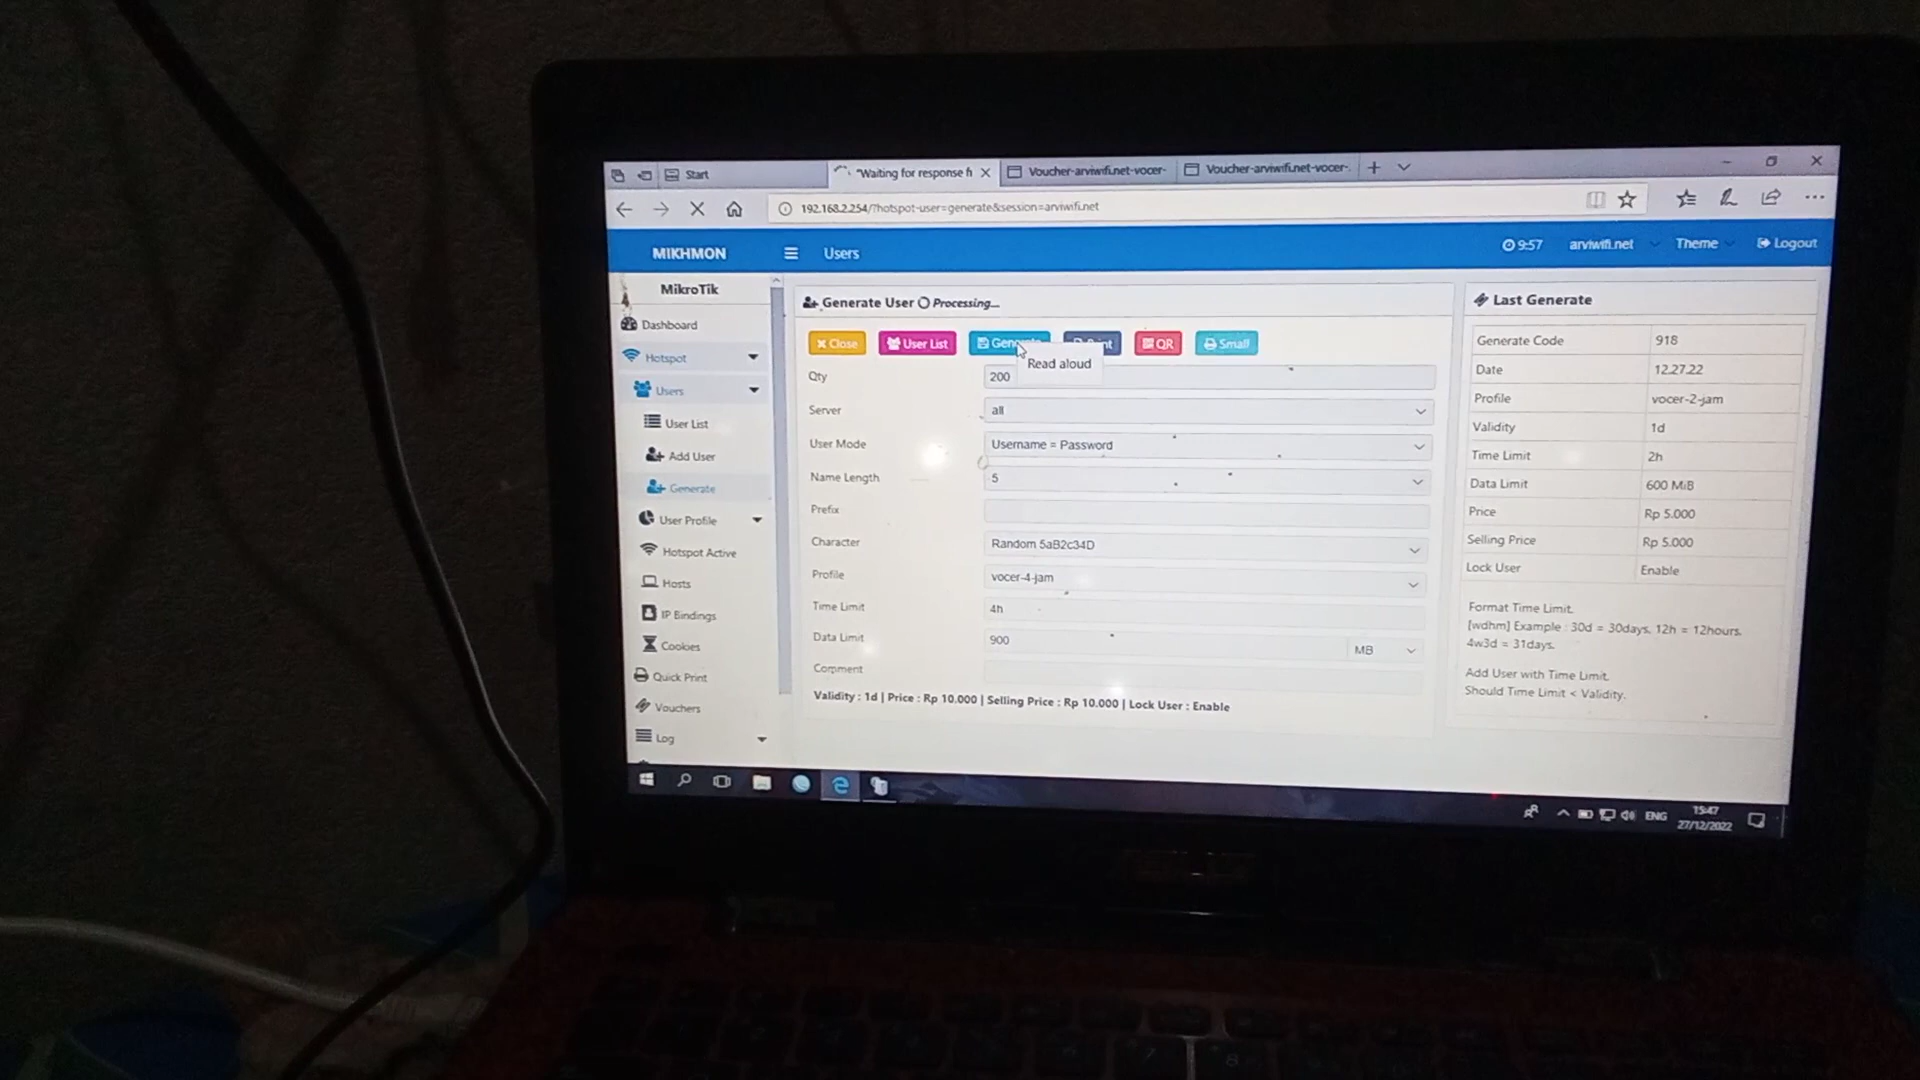 Start
"Waiting for response fr
Voucher-arviwifi.net-vocer-
Voucher-arviwifi.net-vocer-
192.168.2.254/?hotspot-user=generate&session=arviwifi.net
MIKHMON
Users
9:57
arviwifi.net
Theme
Logout
MikroTik
Dashboard
Hotspot
Users
User List
Add User
Generate
User Profile
Hotspot Active
Hosts
IP Bindings
Cookies
Quick Print
Vouchers
Log
Generate User Processing...
Close
User List
QR
Small
Read aloud
Qty 200
Server all
User Mode Username = Password
Name Length 5
Prefix
Character Random 5aB2c34D
Profile vocer-4-jam
Time Limit 4h
Data Limit 900 MB
Comment
Validity : 1d | Price : Rp 10.000 | Selling Price : Rp 10.000 | Lock User : Enable
Last Generate
Generate Code 918
Date 12.27.22
Profile vocer-2-jam
Validity 1d
Time Limit 2h
Data Limit 600 MiB
Price Rp 5.000
Selling Price Rp 5.000
Lock User Enable
Format Time Limit.
[wdhm] Example : 30d = 30days, 12h = 12hours,
4w3d = 31days.
Add User with Time Limit.
Should Time Limit < Validity.
ENG
15:47
27/12/2022